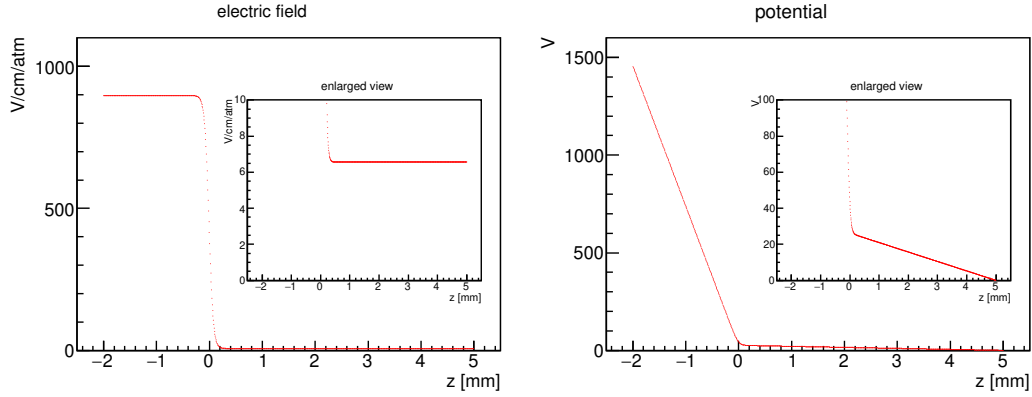 electric field
V/cm/atm
1000
500
0
−2 −1 0 1 2 3 4 5
z [mm]
enlarged view
V/cm/atm
10
8
6
4
2
0
−2 −1 0 1 2 3 4 5
z [mm]
potential
V
1500
1000
500
0
−2 −1 0 1 2 3 4 5
z [mm]
enlarged view
V
100
80
60
40
20
0
−2 −1 0 1 2 3 4 5
z [mm]